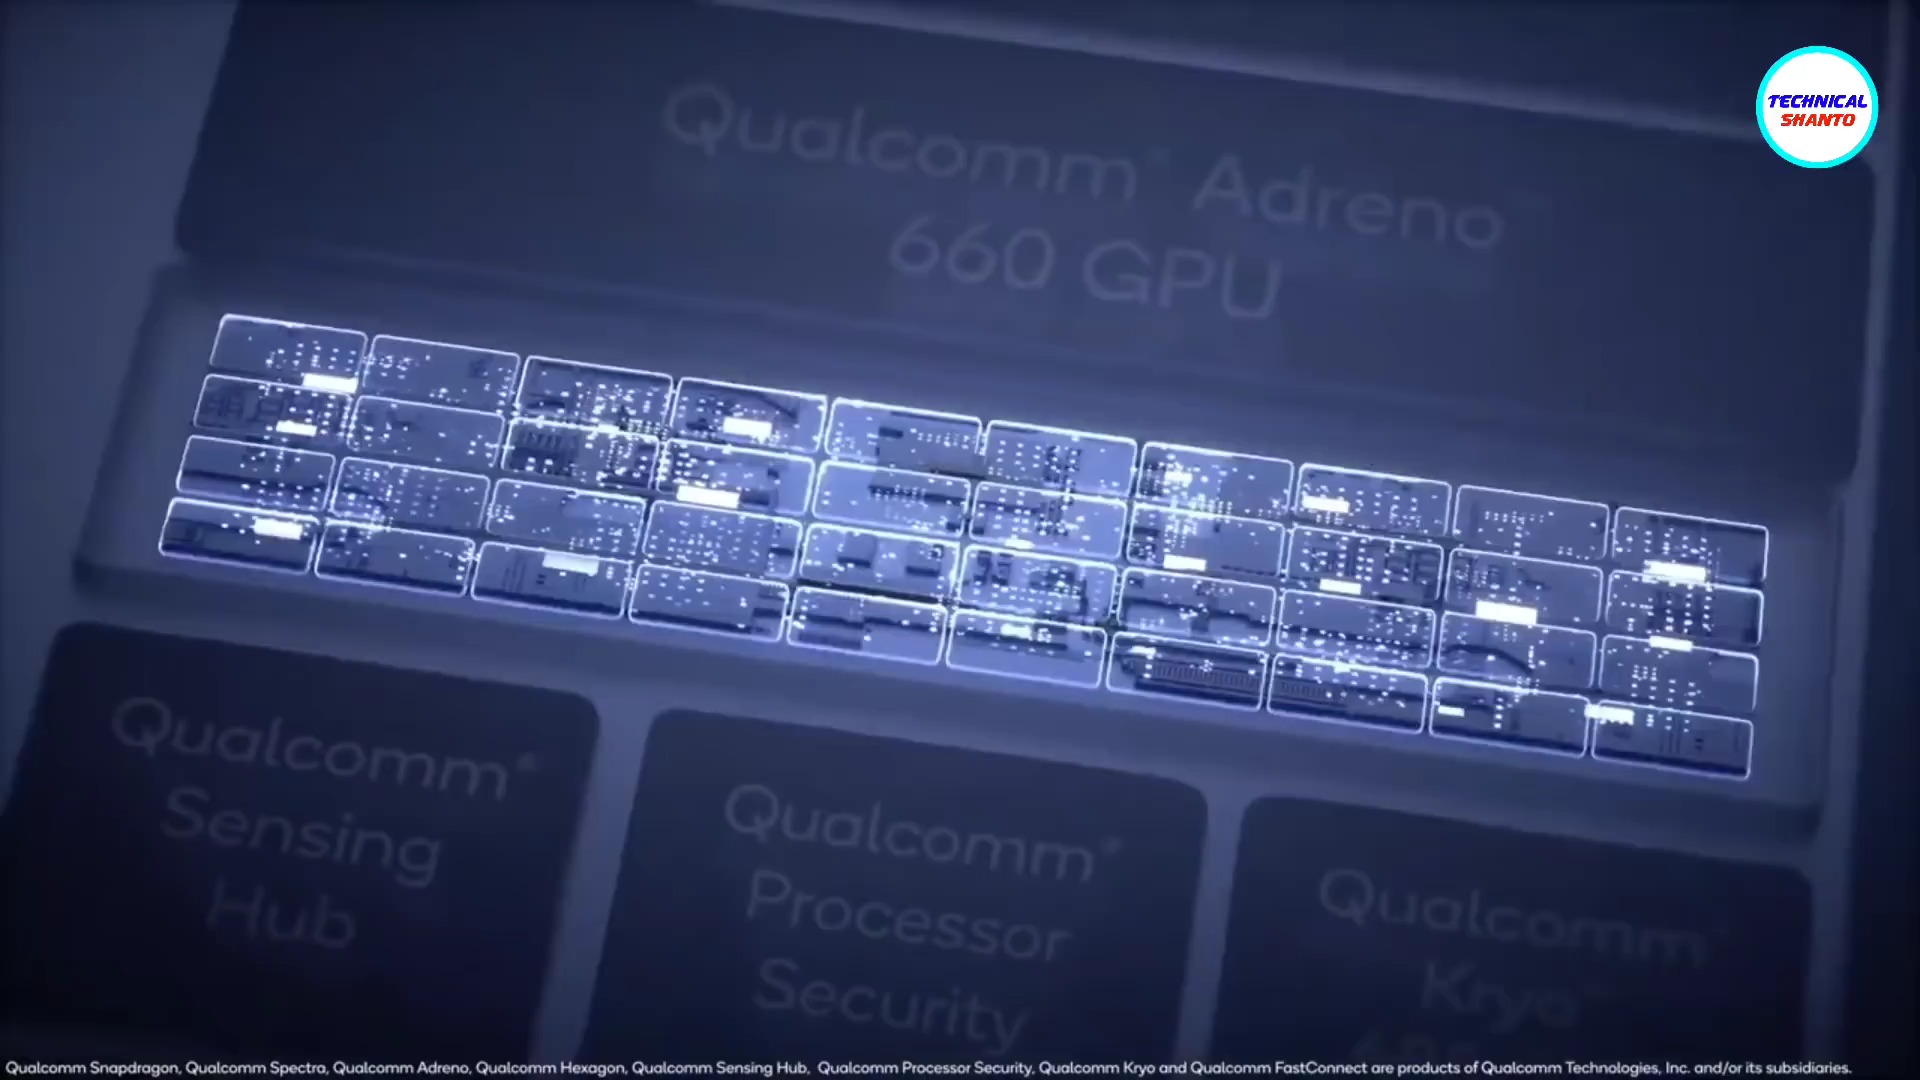 TECHNICAL
SHANTO
Qualcomm® Adreno™
660 GPU
Qualcomm®
Sensing
Hub
Qualcomm®
Processor
Security
Qualcomm®
Kryo™
Qualcomm Snapdragon, Qualcomm Spectra, Qualcomm Adreno, Qualcomm Hexagon, Qualcomm Sensing Hub, Qualcomm Processor Security, Qualcomm Kryo and Qualcomm FastConnect are products of Qualcomm Technologies, Inc. and/or its subsidiaries.